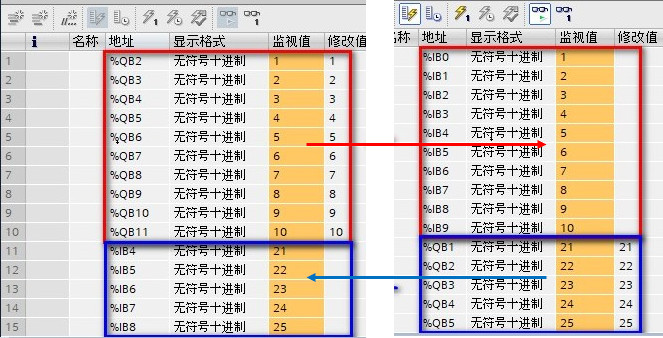 i 名称 地址 显示格式 监视值 修改值
1 %QB2 无符号十进制 1 1
2 %QB3 无符号十进制 2 2
3 %QB4 无符号十进制 3 3
4 %QB5 无符号十进制 4 4
5 %QB6 无符号十进制 5 5
6 %QB7 无符号十进制 6 6
7 %QB8 无符号十进制 7 7
8 %QB9 无符号十进制 8 8
9 %QB10 无符号十进制 9 9
10 %QB11 无符号十进制 10 10
11 %IB4 无符号十进制 21
12 %IB5 无符号十进制 22
13 %IB6 无符号十进制 23
14 %IB7 无符号十进制 24
15 %IB8 无符号十进制 25
称 地址 显示格式 监视值 修改值
%IB0 无符号十进制 1
%IB1 无符号十进制 2
%IB2 无符号十进制 3
%IB3 无符号十进制 4
%IB4 无符号十进制 5
%IB5 无符号十进制 6
%IB6 无符号十进制 7
%IB7 无符号十进制 8
%IB8 无符号十进制 9
%IB9 无符号十进制 10
%QB1 无符号十进制 21 21
%QB2 无符号十进制 22 22
%QB3 无符号十进制 23 23
%QB4 无符号十进制 24 24
%QB5 无符号十进制 25 25